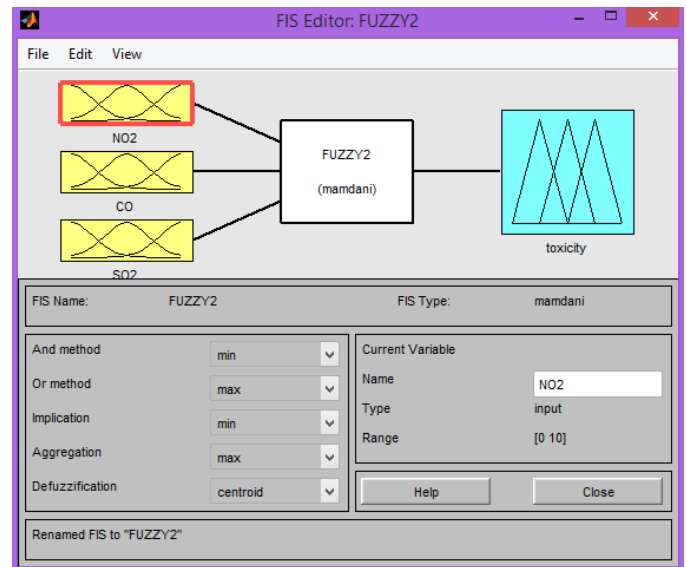 FIS Editor: FUZZY2
File Edit View
NO2
CO
SO2
FUZZY2
(mamdani)
toxicity
FIS Name: FUZZY2 FIS Type: mamdani
And method min
Or method max
Implication min
Aggregation max
Defuzzification centroid
Current Variable
Name NO2
Type input
Range [0 10]
Help Close
Renamed FIS to "FUZZY2"